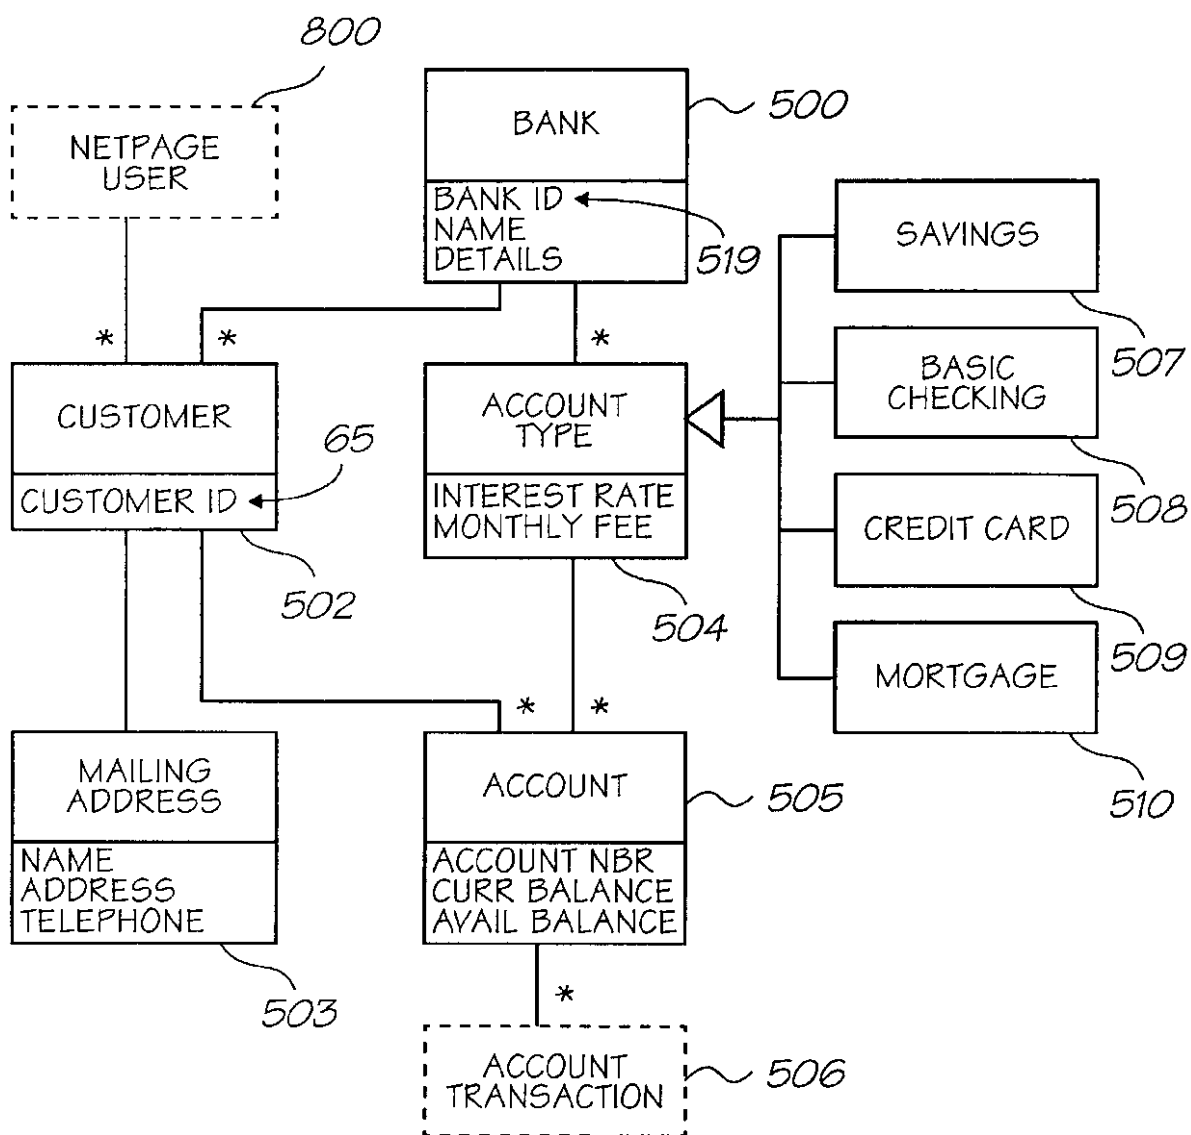 800
BANK
500
NETPAGE
USER
BANK ID
NAME
DETAILS
519
SAVINGS
507
*
*
*
CUSTOMER
ACCOUNT
TYPE
BASIC
CHECKING
508
65
CUSTOMER ID
502
INTEREST RATE
MONTHLY FEE
504
CREDIT CARD
509
MORTGAGE
510
*
*
MAILING
ADDRESS
NAME
ADDRESS
TELEPHONE
503
ACCOUNT
505
ACCOUNT NBR
CURR BALANCE
AVAIL BALANCE
*
ACCOUNT
TRANSACTION
506